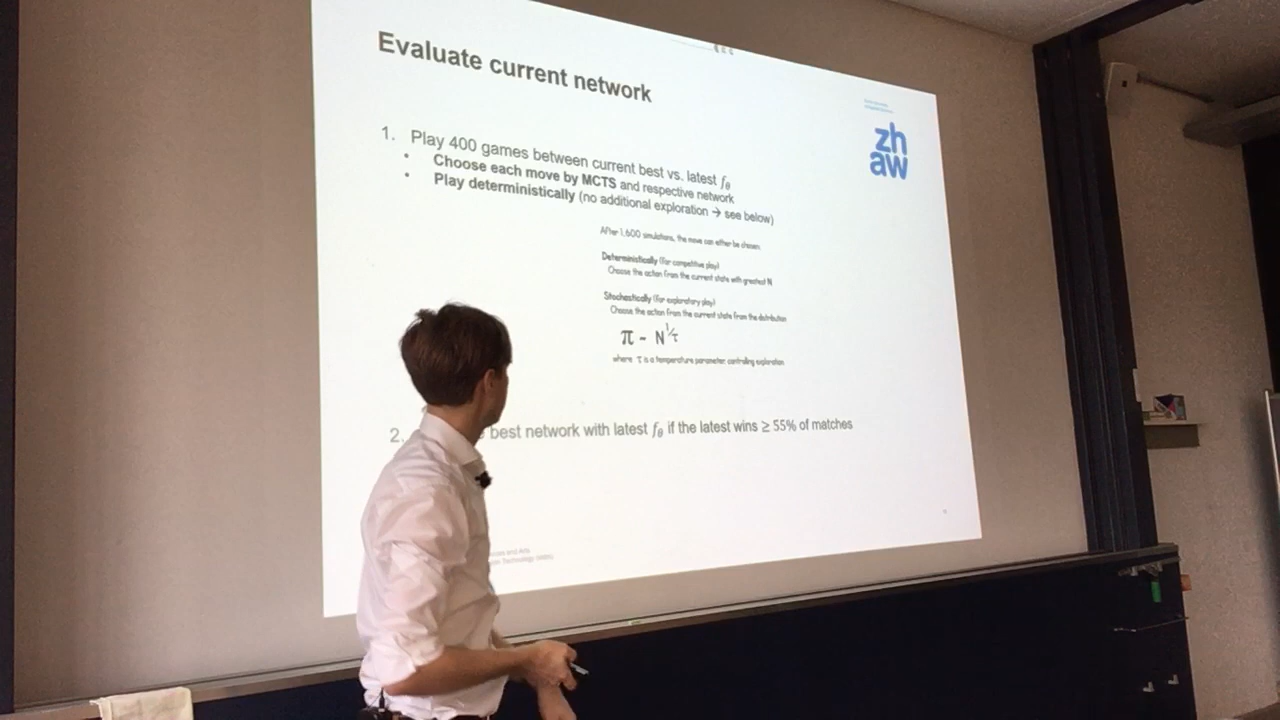 Evaluate current network
zh
aw
1. Play 400 games between current best vs. latest fθ
• Choose each move by MCTS and respective network
• Play deterministically (no additional exploration → see below)
After 1,600 simulations, the move can either be chosen:
Deterministically (for competitive play)
Choose the action from the current state with greatest N
Stochastically (for exploratory play)
Choose the action from the current state from the distribution
π ~ N^1/τ
where τ is a temperature parameter, controlling exploration
2. best network with latest fθ if the latest wins ≥ 55% of matches